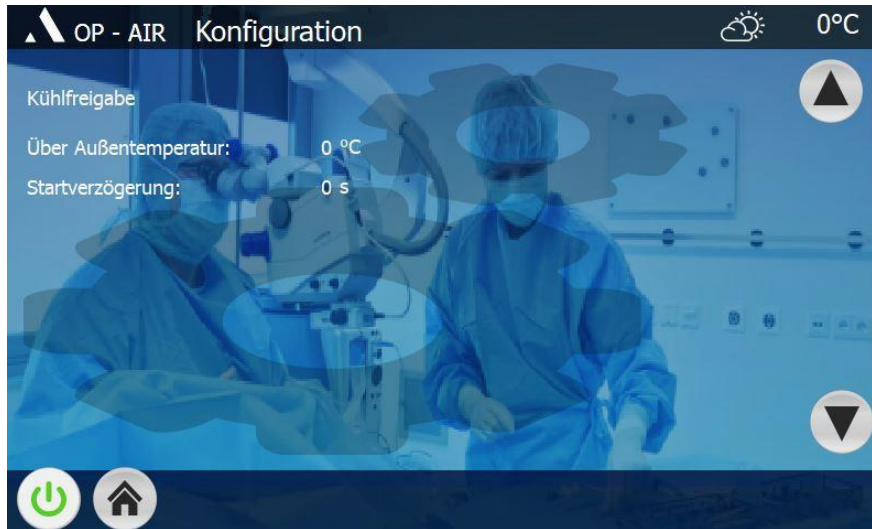 OP - AIR Konfiguration 0°C
Kühlfreigabe
Über Außentemperatur: 0 °C
Startverzögerung: 0 s